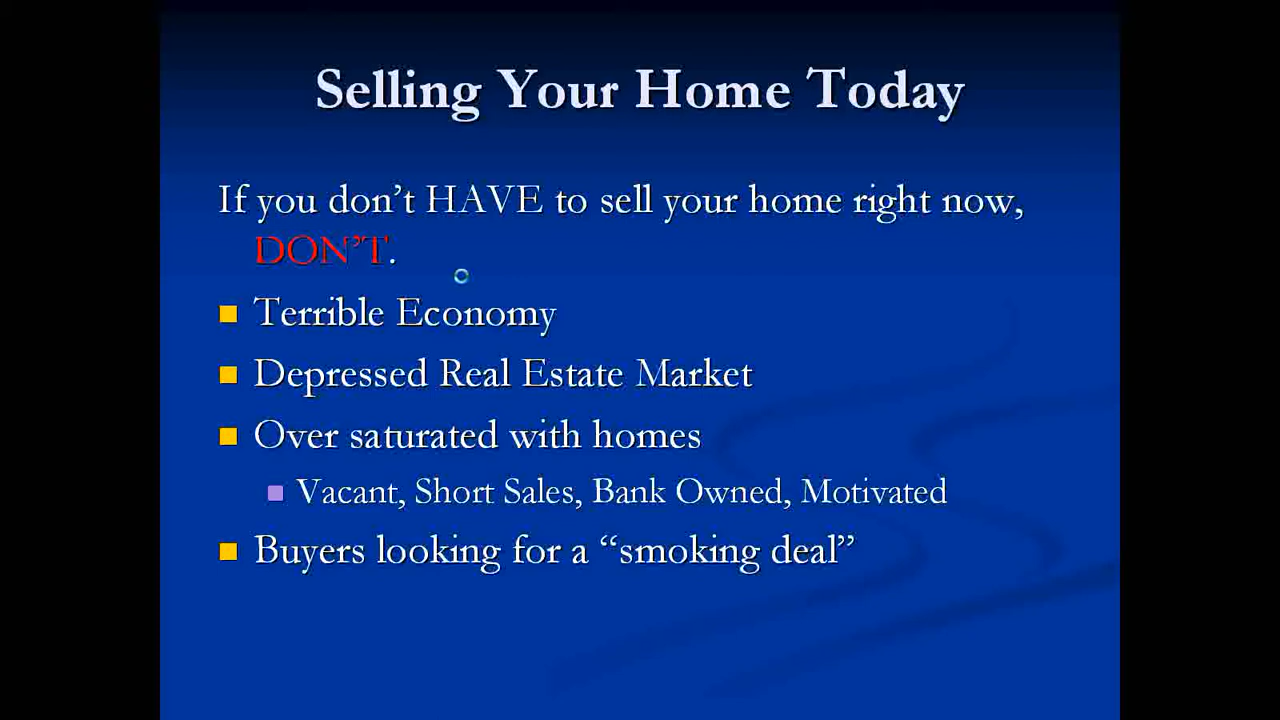 Selling Your Home Today
If you don’t HAVE to sell your home right now,
DON’T.
Terrible Economy
Depressed Real Estate Market
Over saturated with homes
Vacant, Short Sales, Bank Owned, Motivated
Buyers looking for a “smoking deal”